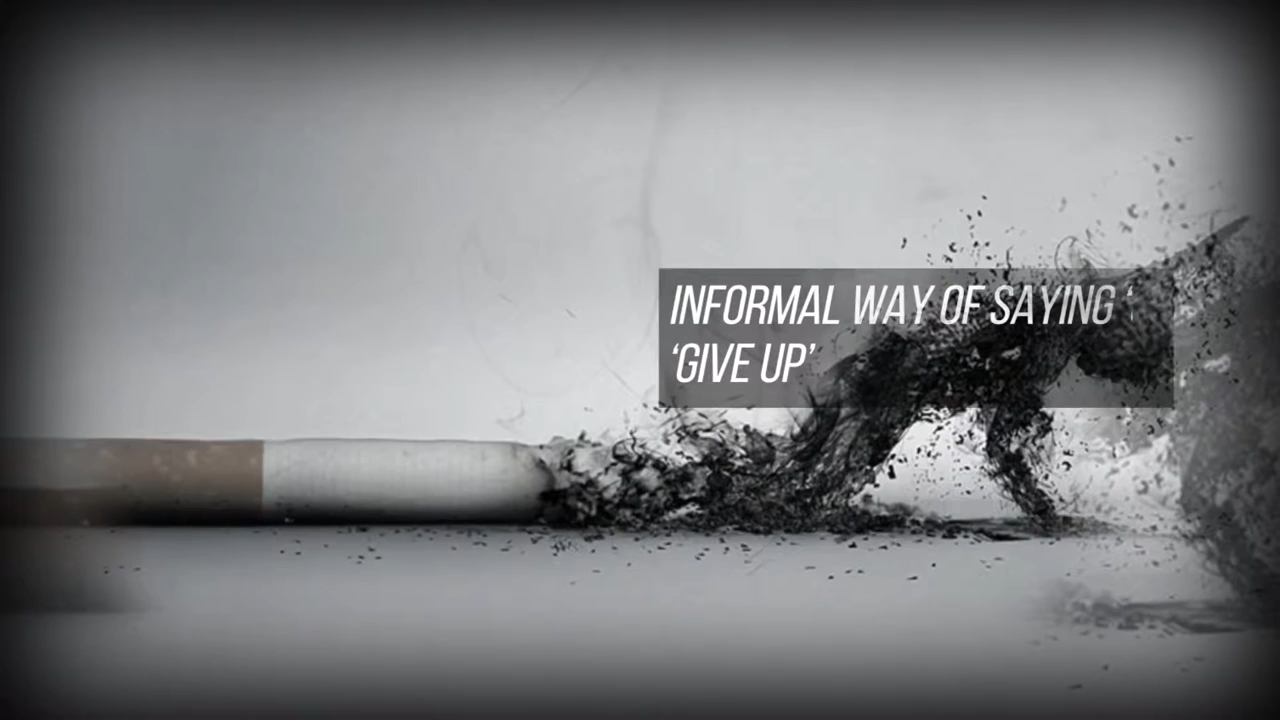 INFORMAL WAY OF SAYING ‘
‘GIVE UP’